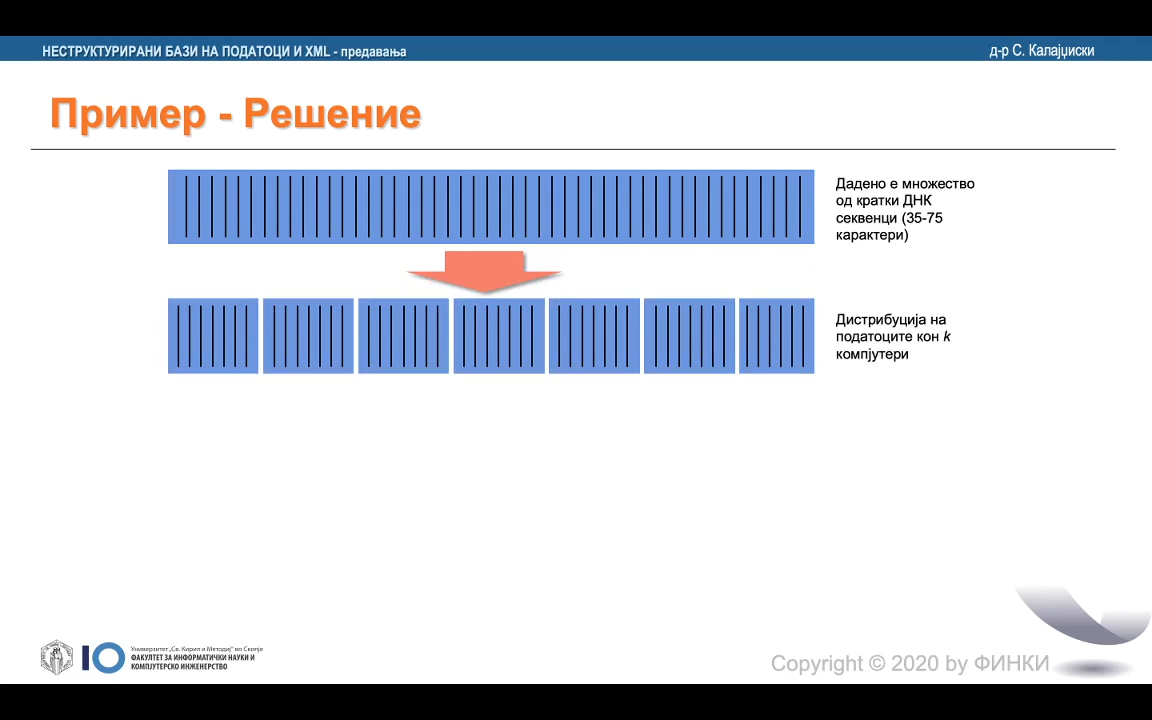 НЕСТРУКТУРИРАНИ БАЗИ НА ПОДАТОЦИ И XML - предавања
д-р С. Калајџиски
Пример - Решение
Дадено е множество
од кратки ДНК
секвенци (35-75
карактери)
Дистрибуција на
податоците кон k
компјутери
Универзитет „Св. Кирил и Методиј“ во Скопје
ФАКУЛТЕТ ЗА ИНФОРМАТИЧКИ НАУКИ И
КОМПЈУТЕРСКО ИНЖЕНЕРСТВО
Copyright © 2020 by ФИНКИ